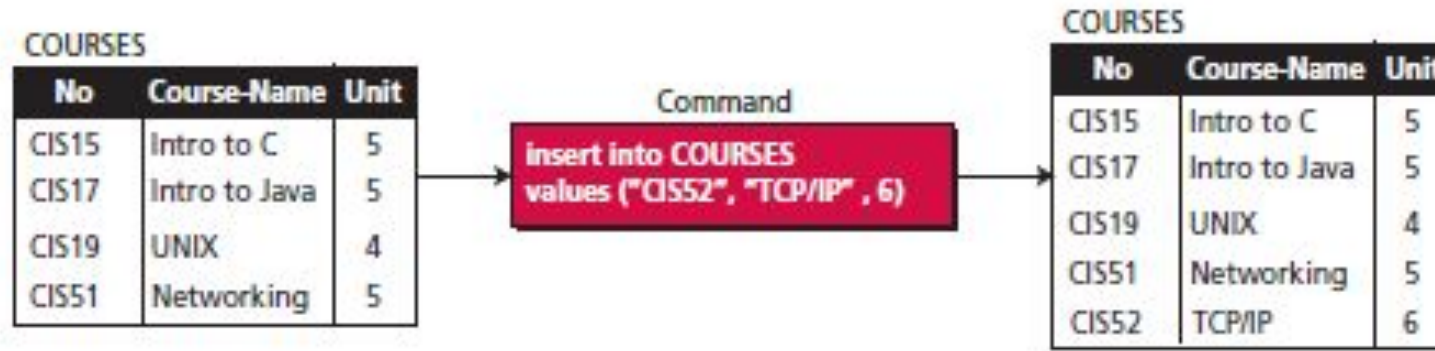 COURSES
No Course-Name Unit
CIS15 Intro to C 5
CIS17 Intro to Java 5
CIS19 UNIX 4
CIS51 Networking 5
Command
insert into COURSES
values ("CIS52", "TCP/IP" , 6)
COURSES
No Course-Name Unit
CIS15 Intro to C 5
CIS17 Intro to Java 5
CIS19 UNIX 4
CIS51 Networking 5
CIS52 TCP/IP 6